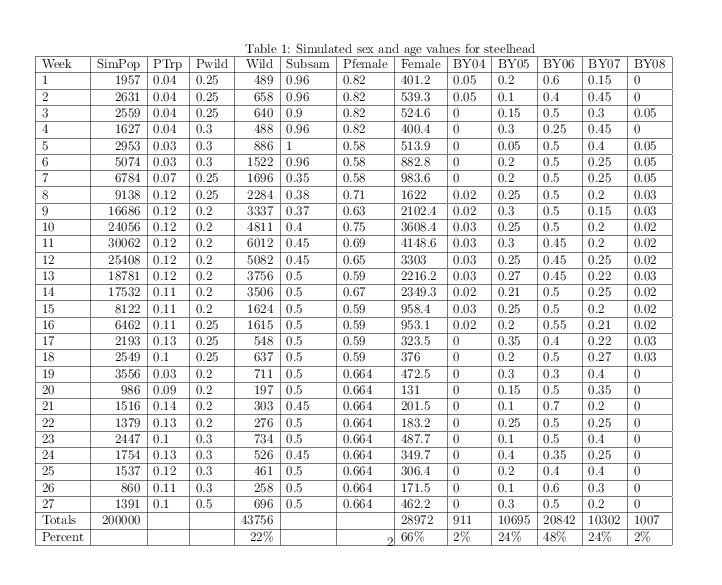 Table 1: Simulated sex and age values for steelhead
Week SimPop PTrp Pwild Wild Subsam Pfemale Female BY04 BY05 BY06 BY07 BY08
1 1957 0.04 0.25 489 0.96 0.82 401.2 0.05 0.2 0.6 0.15 0
2 2631 0.04 0.25 658 0.96 0.82 539.3 0.05 0.1 0.4 0.45 0
3 2559 0.04 0.25 640 0.9 0.82 524.6 0 0.15 0.5 0.3 0.05
4 1627 0.04 0.3 488 0.96 0.82 400.4 0 0.3 0.25 0.45 0
5 2953 0.03 0.3 886 1 0.58 513.9 0 0.05 0.5 0.4 0.05
6 5074 0.03 0.3 1522 0.96 0.58 882.8 0 0.2 0.5 0.25 0.05
7 6784 0.07 0.25 1696 0.35 0.58 983.6 0 0.2 0.5 0.25 0.05
8 9138 0.12 0.25 2284 0.38 0.71 1622 0.02 0.25 0.5 0.2 0.03
9 16686 0.12 0.2 3337 0.37 0.63 2102.4 0.02 0.3 0.5 0.15 0.03
10 24056 0.12 0.2 4811 0.4 0.75 3608.4 0.03 0.25 0.5 0.2 0.02
11 30062 0.12 0.2 6012 0.45 0.69 4148.6 0.03 0.3 0.45 0.2 0.02
12 25408 0.12 0.2 5082 0.45 0.65 3303 0.03 0.25 0.45 0.25 0.02
13 18781 0.12 0.2 3756 0.5 0.59 2216.2 0.03 0.27 0.45 0.22 0.03
14 17532 0.11 0.2 3506 0.5 0.67 2349.3 0.02 0.21 0.5 0.25 0.02
15 8122 0.11 0.2 1624 0.5 0.59 958.4 0.03 0.25 0.5 0.2 0.02
16 6462 0.11 0.25 1615 0.5 0.59 953.1 0.02 0.2 0.55 0.21 0.02
17 2193 0.13 0.25 548 0.5 0.59 323.5 0 0.35 0.4 0.22 0.03
18 2549 0.1 0.25 637 0.5 0.59 376 0 0.2 0.5 0.27 0.03
19 3556 0.03 0.2 711 0.5 0.664 472.5 0 0.3 0.3 0.4 0
20 986 0.09 0.2 197 0.5 0.664 131 0 0.15 0.5 0.35 0
21 1516 0.14 0.2 303 0.45 0.664 201.5 0 0.1 0.7 0.2 0
22 1379 0.13 0.2 276 0.5 0.664 183.2 0 0.25 0.5 0.25 0
23 2447 0.1 0.3 734 0.5 0.664 487.7 0 0.1 0.5 0.4 0
24 1754 0.13 0.3 526 0.45 0.664 349.7 0 0.4 0.35 0.25 0
25 1537 0.12 0.3 461 0.5 0.664 306.4 0 0.2 0.4 0.4 0
26 860 0.11 0.3 258 0.5 0.664 171.5 0 0.1 0.6 0.3 0
27 1391 0.1 0.5 696 0.5 0.664 462.2 0 0.3 0.5 0.2 0
Totals 200000 43756 28972 911 10695 20842 10302 1007
Percent 22% 66% 2% 24% 48% 24% 2%
2